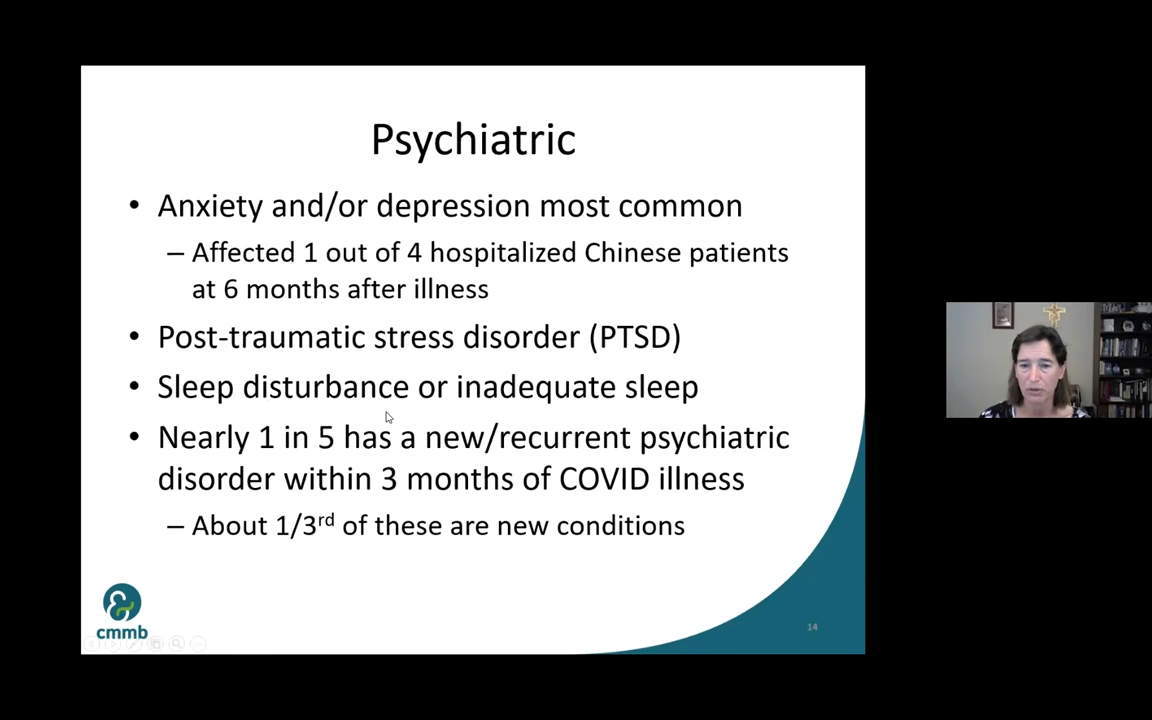 Psychiatric
• Anxiety and/or depression most common
– Affected 1 out of 4 hospitalized Chinese patients
at 6 months after illness
• Post-traumatic stress disorder (PTSD)
• Sleep disturbance or inadequate sleep
• Nearly 1 in 5 has a new/recurrent psychiatric
disorder within 3 months of COVID illness
– About 1/3rd of these are new conditions
cmmb
14